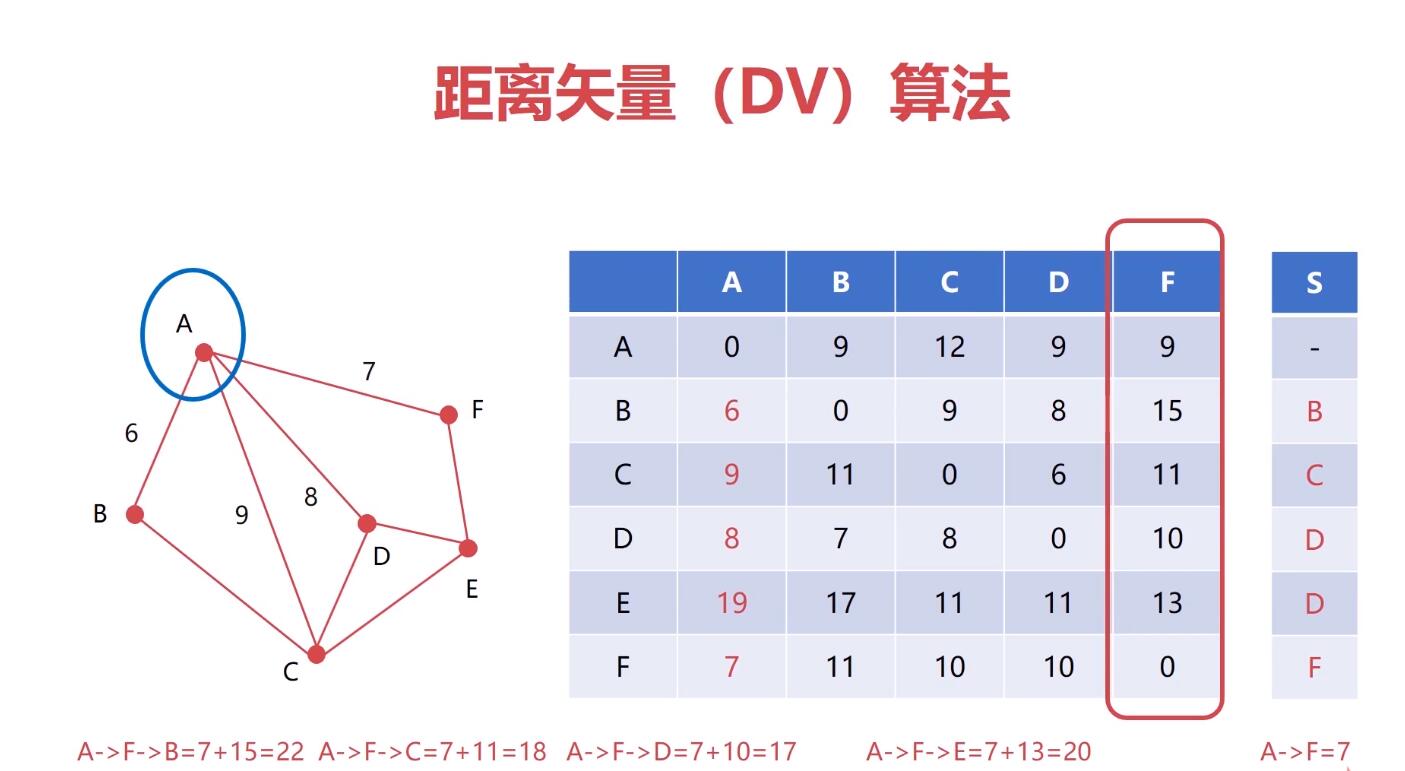 距离矢量（DV）算法
A
7
F
6
B
9
8
D
E
C
A B C D F S
A 0 9 12 9 9 -
B 6 0 9 8 15 B
C 9 11 0 6 11 C
D 8 7 8 0 10 D
E 19 17 11 11 13 D
F 7 11 10 10 0 F
A->F->B=7+15=22 A->F->C=7+11=18 A->F->D=7+10=17 A->F->E=7+13=20 A->F=7